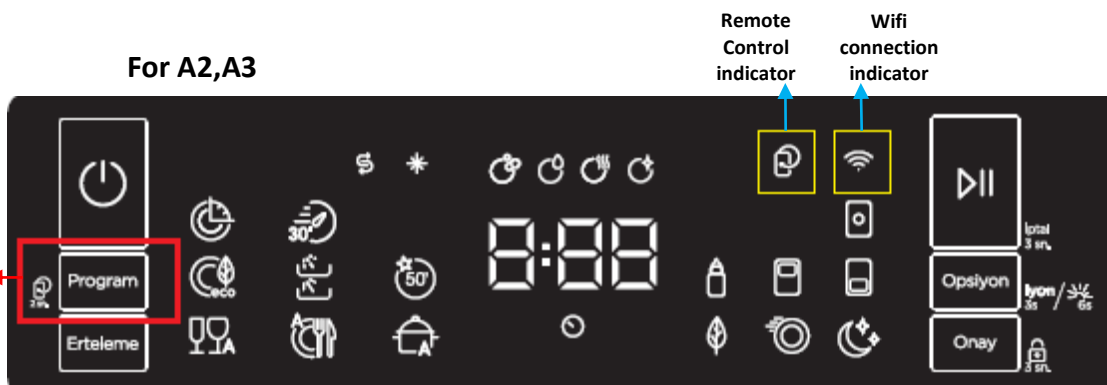 For A2,A3
Remote
Control
indicator
Wifi
connection
indicator
30'
8:88
İptal
3 sn.
Program
eco
50'
Opsiyon
İyon
3s
6s
Erteleme
A
A
A
Onay
3 sn.